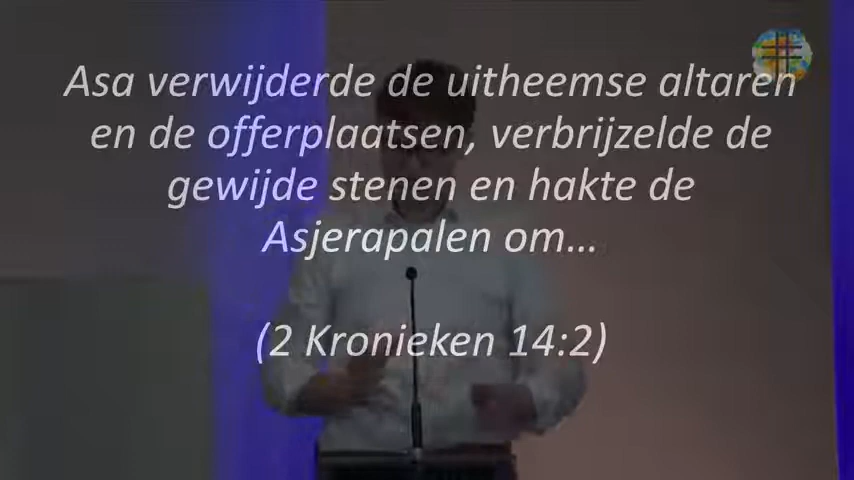 Asa verwijderde de uitheemse altaren
en de offerplaatsen, verbrijzelde de
gewijde stenen en hakte de
Asjerapalen om…
(2 Kronieken 14:2)